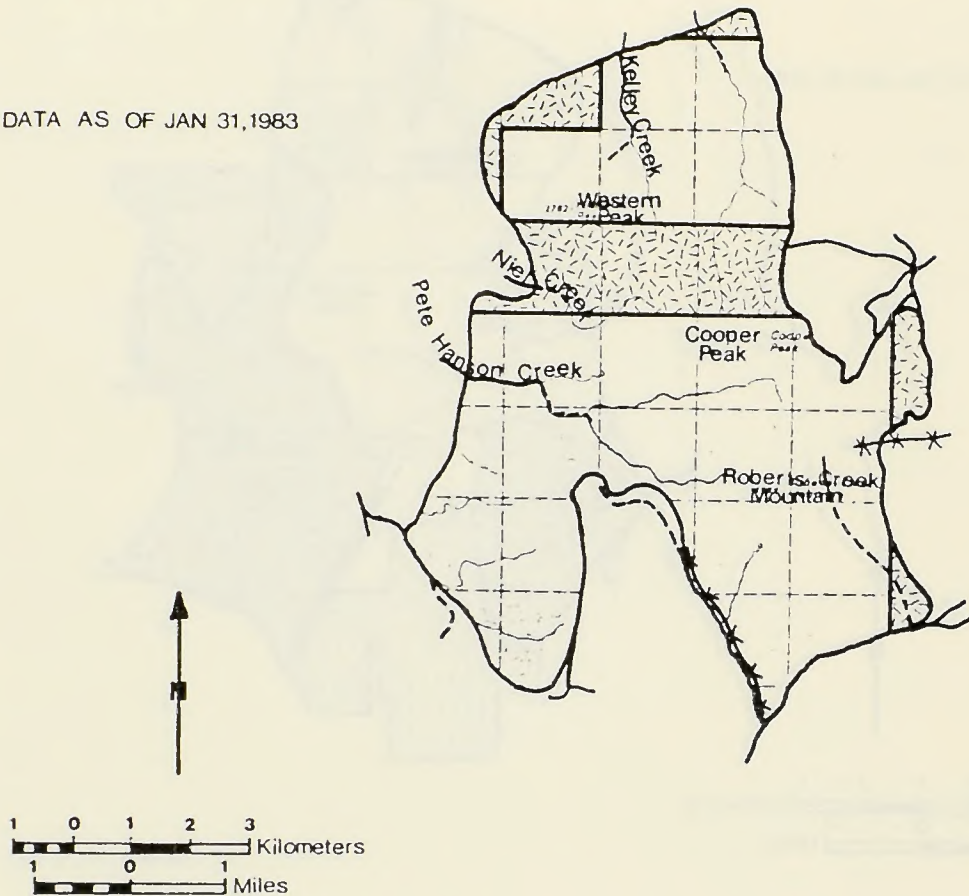 DATA AS OF JAN 31,1983
Kelley Creek
Western
Peak
Creek
Pete Hanson Creek
Cooper
Peak
Peak
Roberts Creek
Mountain
N
1 0 1 2 3
Kilometers
1 0 1
Miles